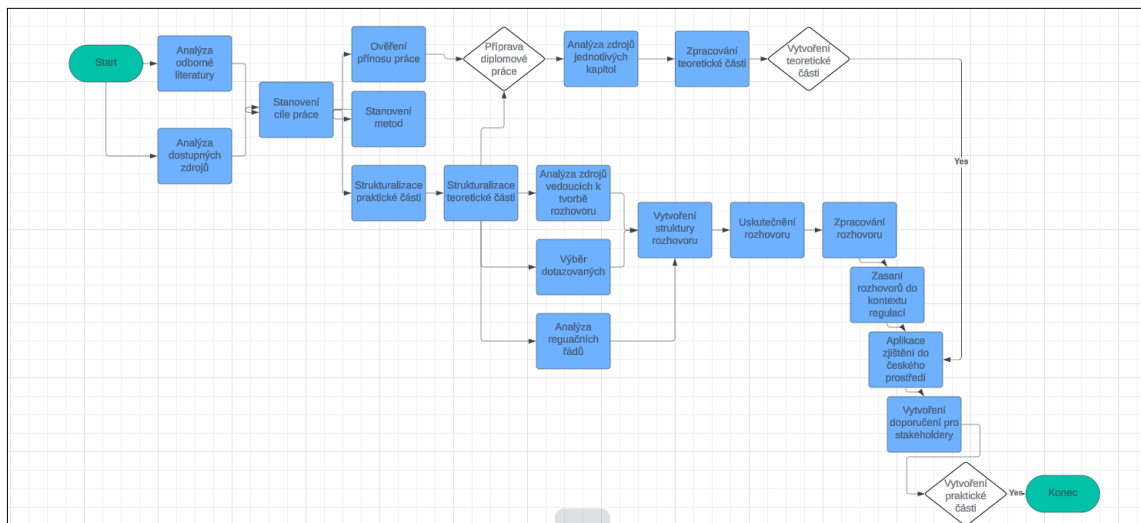 Start
Analýza
odborné
literatury
Analýza
dostupných
zdrojů
Stanovení
cíle práce
Ověření
přínosu práce
Stanovení
metod
Strukturalizace
praktické části
Příprava
diplomové
práce
Analýza zdrojů
jednotlivých
kapitol
Zpracování
teoretické části
Vytvoření
teoretické
části
Yes
Strukturalizace
teoretické části
Analýza zdrojů
vedoucích k
tvorbě
rozhovoru
Výběr
dotazovaných
Analýza
reguačních
řádů
Vytvoření
struktury
rozhovoru
Uskutečnění
rozhovoru
Zpracování
rozhovoru
Zasaní
rozhovorů do
kontextu
regulací
Aplikace
zjištění do
českého
prostředí
Vytvoření
doporučení pro
stakeholdery
Vytvoření
praktické
části
Yes
Konec